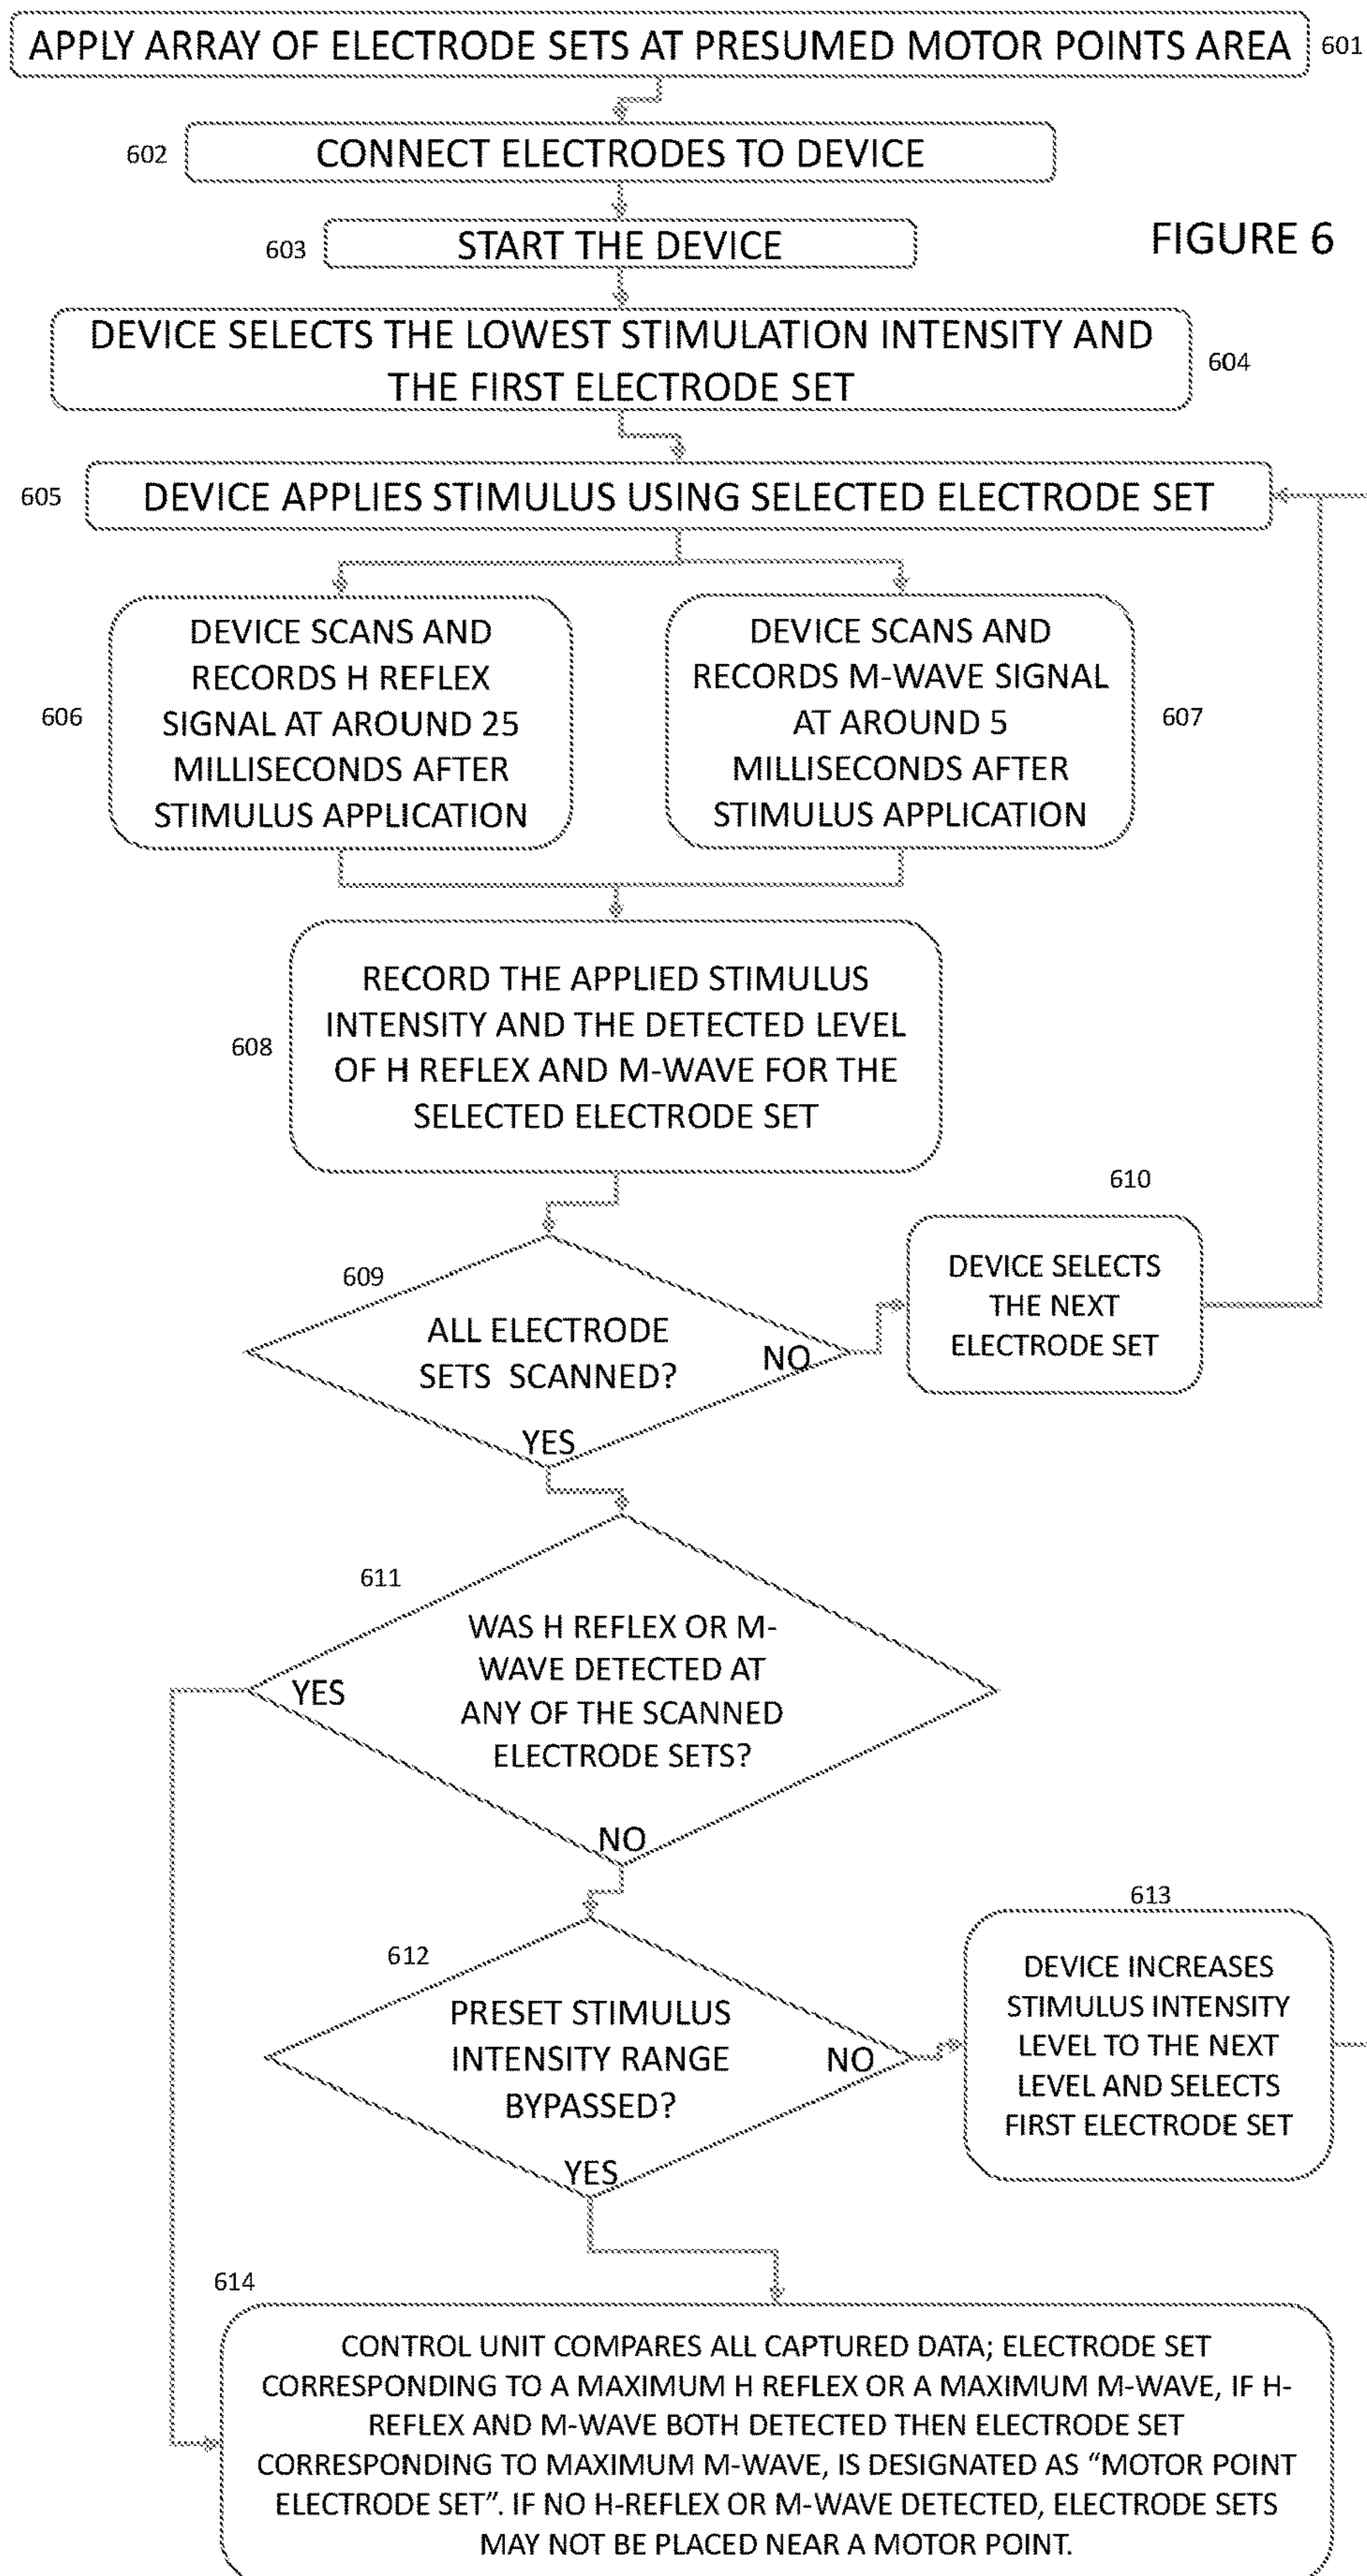 APPLY ARRAY OF ELECTRODE SETS AT PRESUMED MOTOR POINTS AREA
601
602
CONNECT ELECTRODES TO DEVICE
603
START THE DEVICE
FIGURE 6
DEVICE SELECTS THE LOWEST STIMULATION INTENSITY AND
THE FIRST ELECTRODE SET
604
605
DEVICE APPLIES STIMULUS USING SELECTED ELECTRODE SET
606
DEVICE SCANS AND
RECORDS H REFLEX
SIGNAL AT AROUND 25
MILLISECONDS AFTER
STIMULUS APPLICATION
DEVICE SCANS AND
RECORDS M-WAVE SIGNAL
AT AROUND 5
MILLISECONDS AFTER
STIMULUS APPLICATION
607
608
RECORD THE APPLIED STIMULUS
INTENSITY AND THE DETECTED LEVEL
OF H REFLEX AND M-WAVE FOR THE
SELECTED ELECTRODE SET
609
ALL ELECTRODE
SETS SCANNED?
NO
YES
610
DEVICE SELECTS
THE NEXT
ELECTRODE SET
611
WAS H REFLEX OR M-
WAVE DETECTED AT
ANY OF THE SCANNED
ELECTRODE SETS?
YES
NO
612
PRESET STIMULUS
INTENSITY RANGE
BYPASSED?
NO
YES
613
DEVICE INCREASES
STIMULUS INTENSITY
LEVEL TO THE NEXT
LEVEL AND SELECTS
FIRST ELECTRODE SET
614
CONTROL UNIT COMPARES ALL CAPTURED DATA; ELECTRODE SET
CORRESPONDING TO A MAXIMUM H REFLEX OR A MAXIMUM M-WAVE, IF H-
REFLEX AND M-WAVE BOTH DETECTED THEN ELECTRODE SET
CORRESPONDING TO MAXIMUM M-WAVE, IS DESIGNATED AS “MOTOR POINT
ELECTRODE SET”. IF NO H-REFLEX OR M-WAVE DETECTED, ELECTRODE SETS
MAY NOT BE PLACED NEAR A MOTOR POINT.